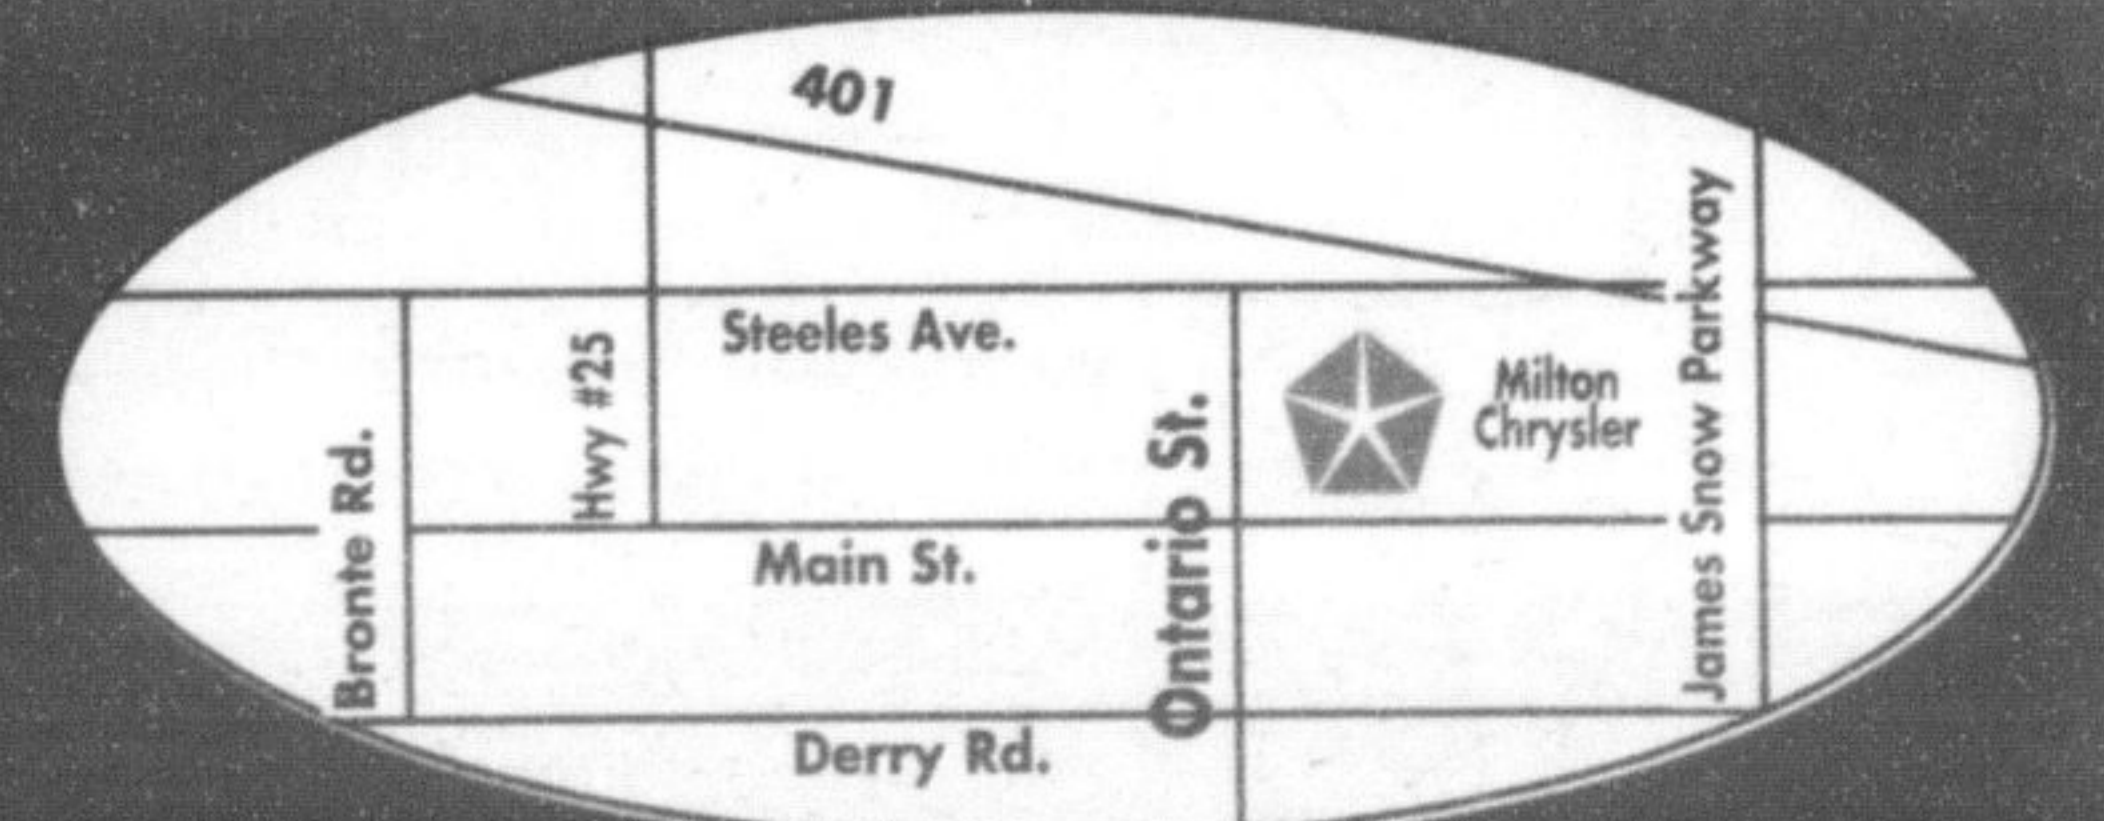 401
Steeles Ave.
Hwy #25
Milton
Chrysler
James Snow Parkway
Bronte Rd.
Ontario St.
Main St.
Derry Rd.